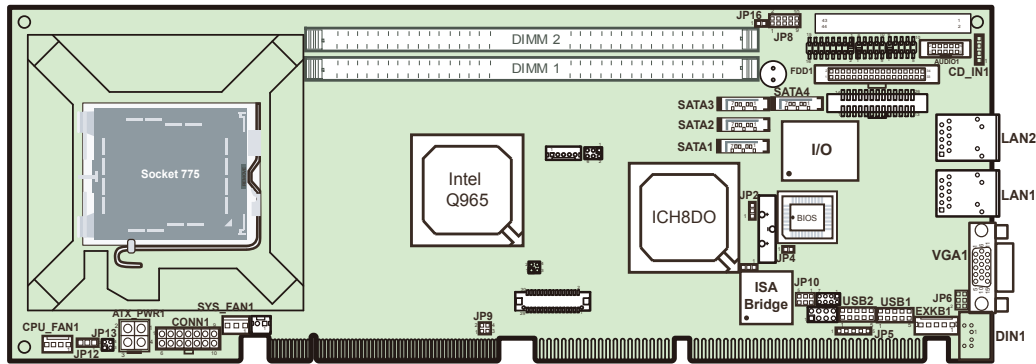 JP16
JP8
DIMM 2
DIMM 1
FDD1
AUDIO1
CD_IN1
SATA3
SATA4
SATA2
SATA1
I/O
LAN2
LAN1
Socket 775
Intel
Q965
ICH8DO
JP2
BIOS
JP4
VGA1
ISA
Bridge
JP10
JP6
USB2
USB1
EXKB1
JP5
DIN1
SYS_FAN1
ATX_PWR1
CONN1
CPU_FAN1
JP13
JP12
JP9